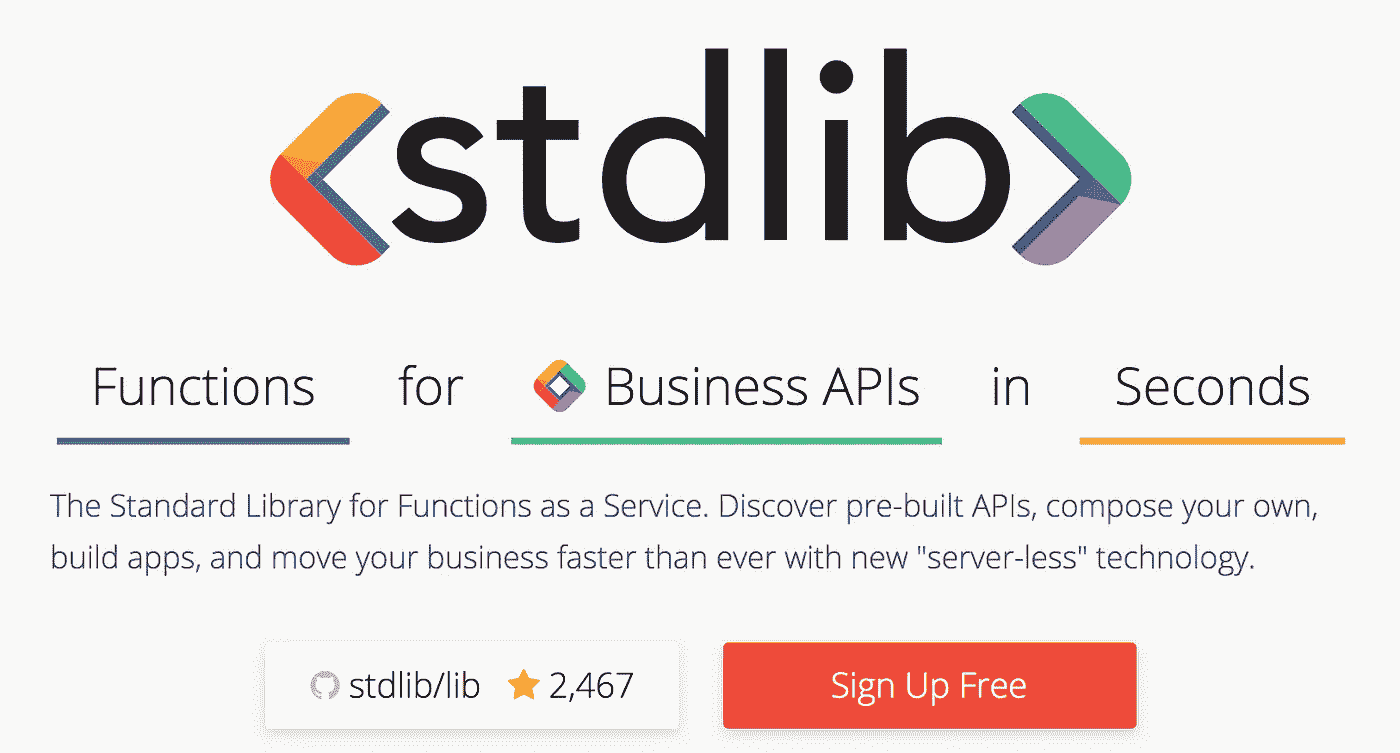 <stdlib>
Functions for Business APIs in Seconds
The Standard Library for Functions as a Service. Discover pre-built APIs, compose your own,
build apps, and move your business faster than ever with new "server-less" technology.
stdlib/lib 2,467 Sign Up Free